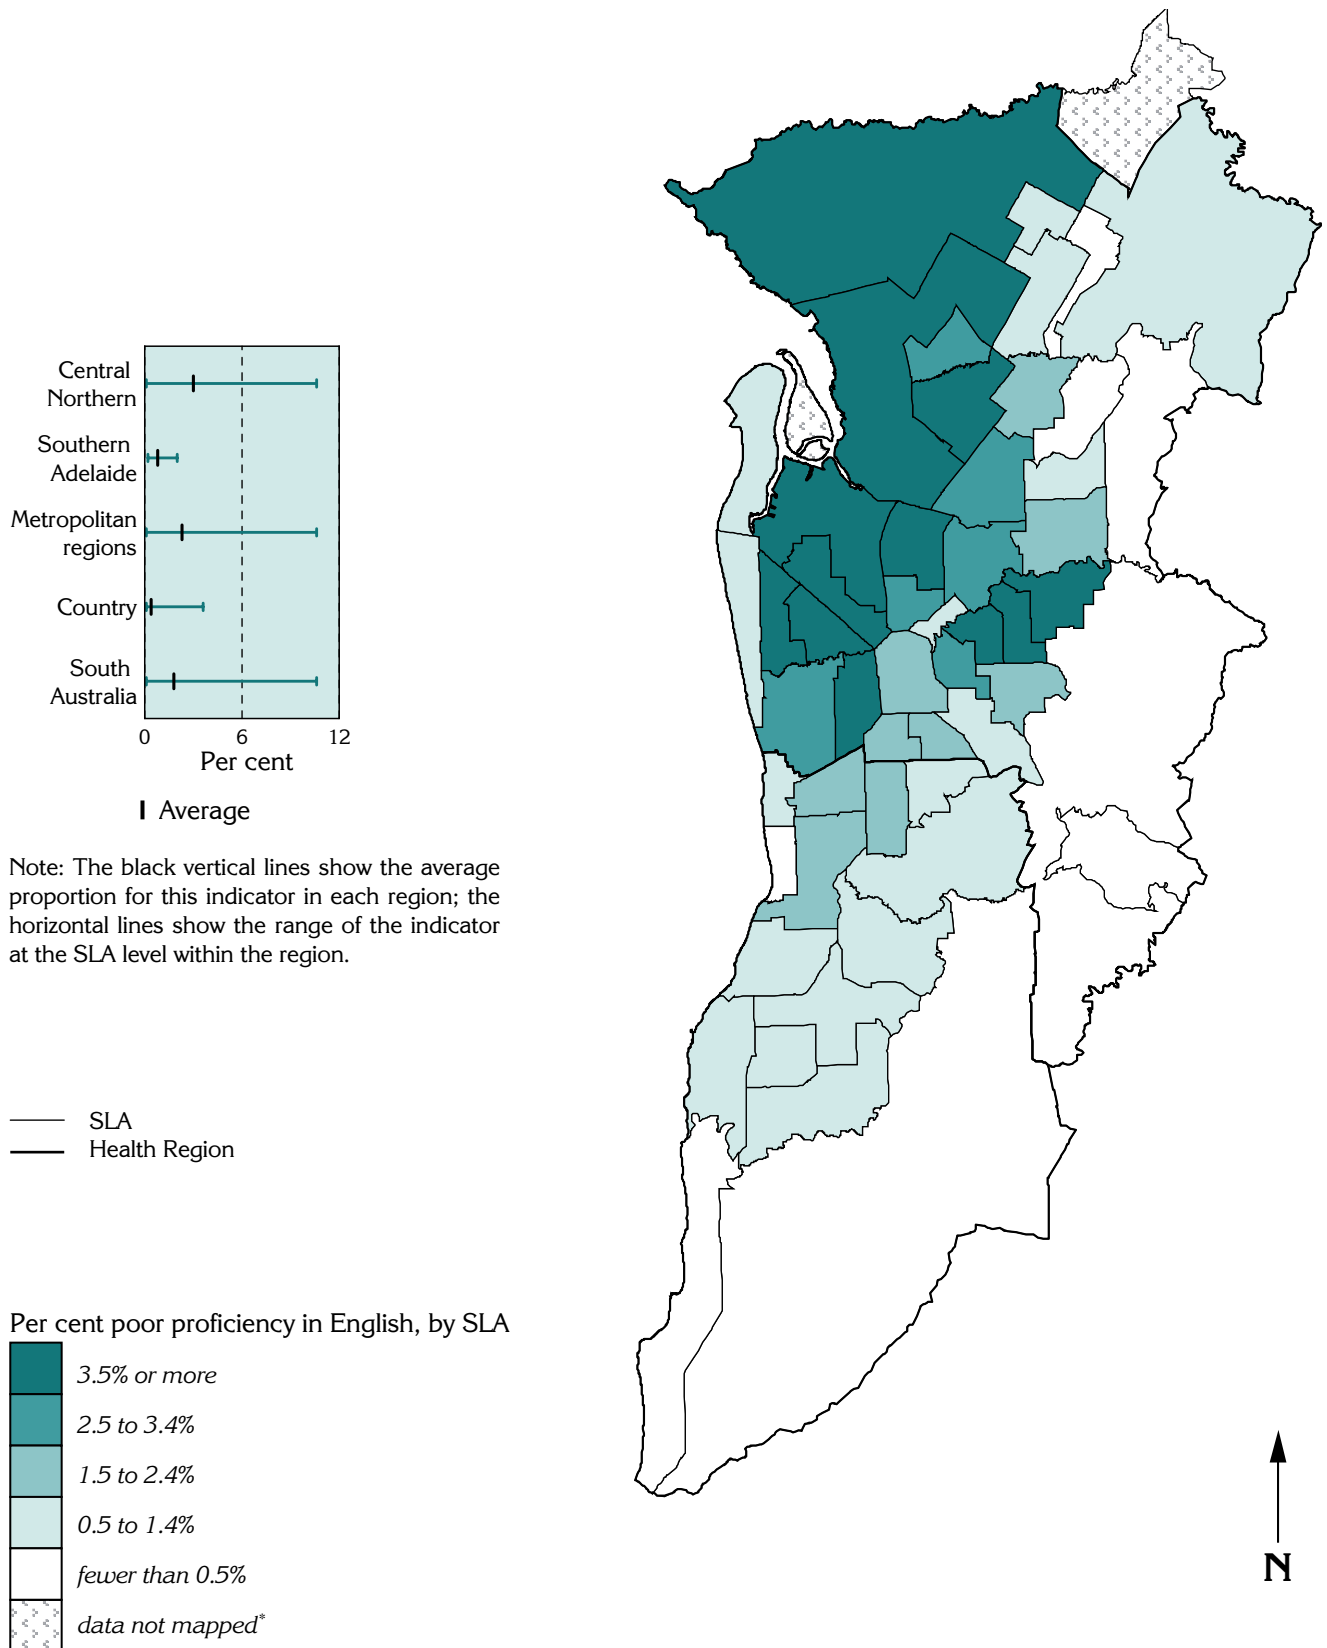 Central
Northern
Southern
Adelaide
Metropolitan
regions
Country
South
Australia
0 6 12
Per cent
Average
Note: The black vertical lines show the average
proportion for this indicator in each region; the
horizontal lines show the range of the indicator
at the SLA level within the region.
SLA
Health Region
Per cent poor proficiency in English, by SLA
3.5% or more
2.5 to 3.4%
1.5 to 2.4%
0.5 to 1.4%
fewer than 0.5%
data not mapped*
N